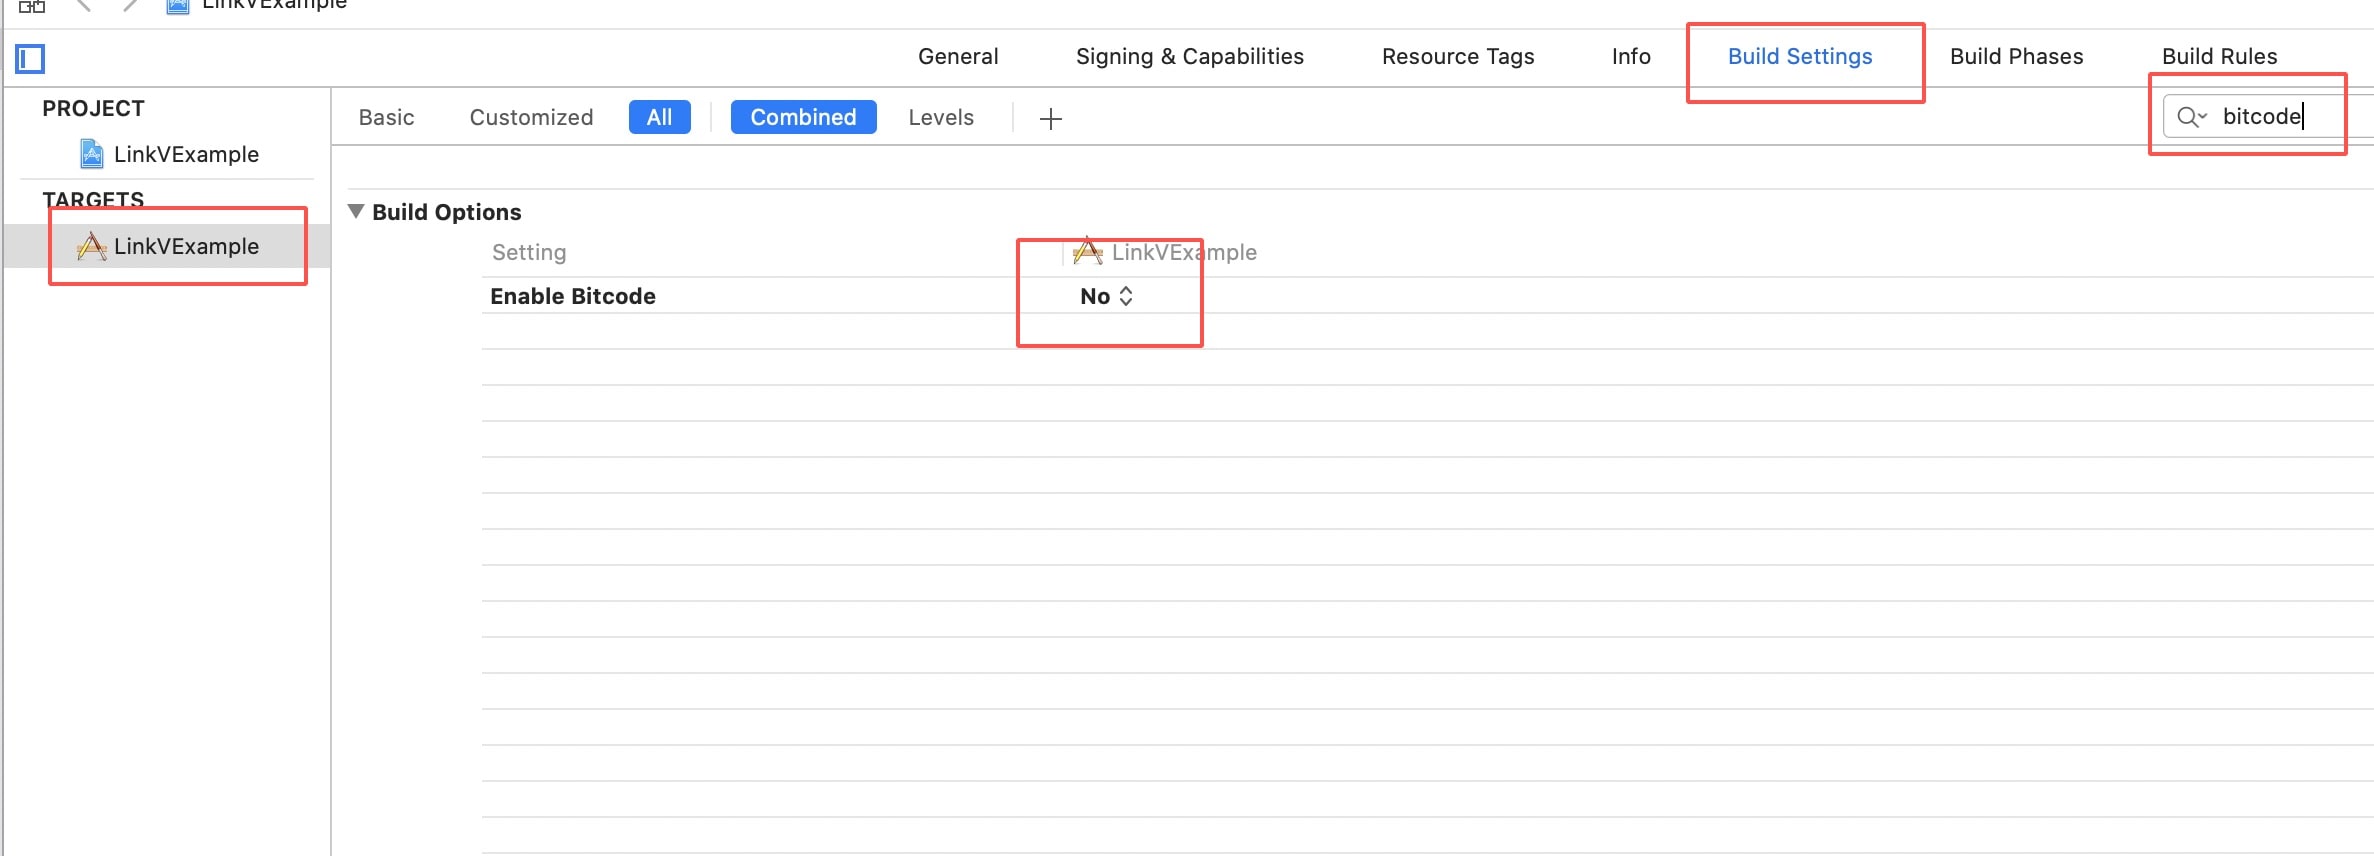 LinkVExample
General Signing & Capabilities Resource Tags Info Build Settings Build Phases Build Rules
PROJECT
Basic Customized All Combined Levels bitcode
LinkVExample
TARGETS
LinkVExample
Build Options
Setting LinkVExample
Enable Bitcode No